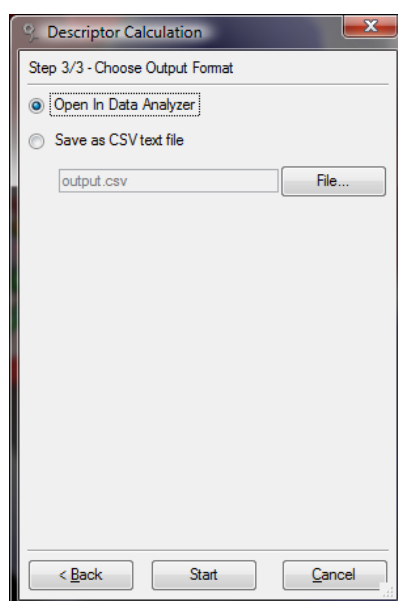 Descriptor Calculation
Step 3/3 - Choose Output Format
Open In Data Analyzer
Save as CSV text file
output.csv File...
< Back Start Cancel